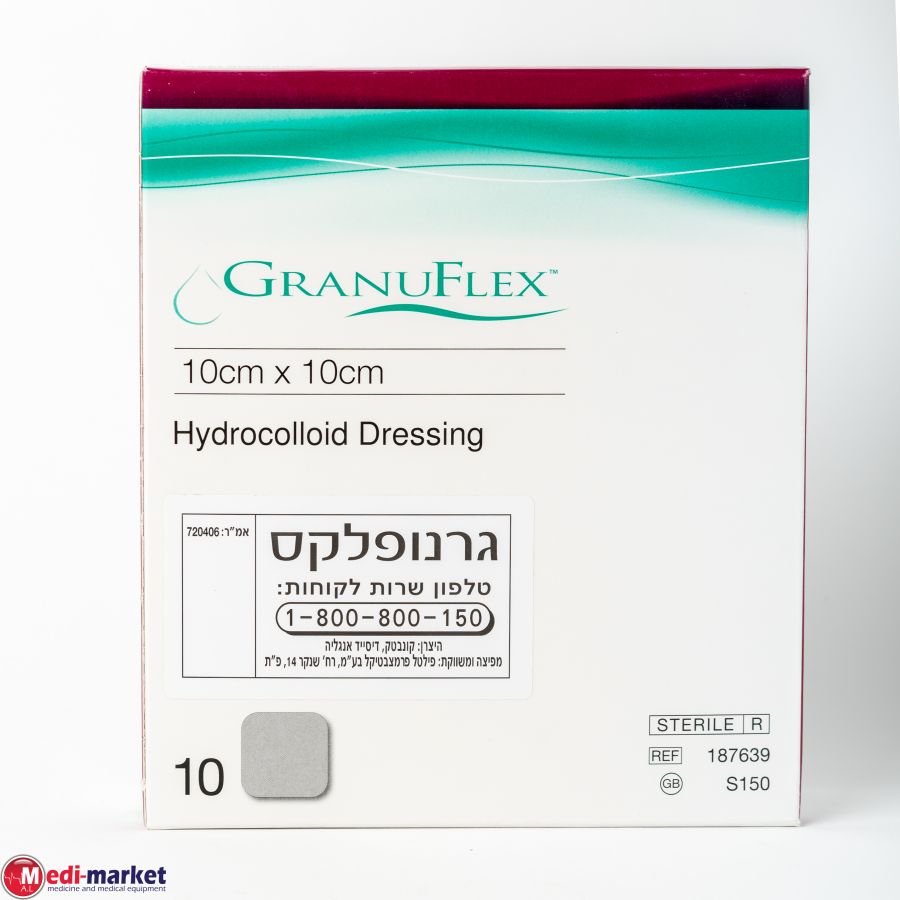 GRANUFLEX™
10cm x 10cm
Hydrocolloid Dressing
אמ"ר: 720406
גרנופלקס
טלפון שרות לקוחות:
1-800-800-150
היצרן: קונבטק, דיסייד אנגליה
מפיצה ומשווקת: פילטל פרמצבטיקל בע"מ, רח' שנקר 14, פ"ת
10
STERILE R
REF 187639
GB S150
Medi-market
A.L
medicine and medical equipment